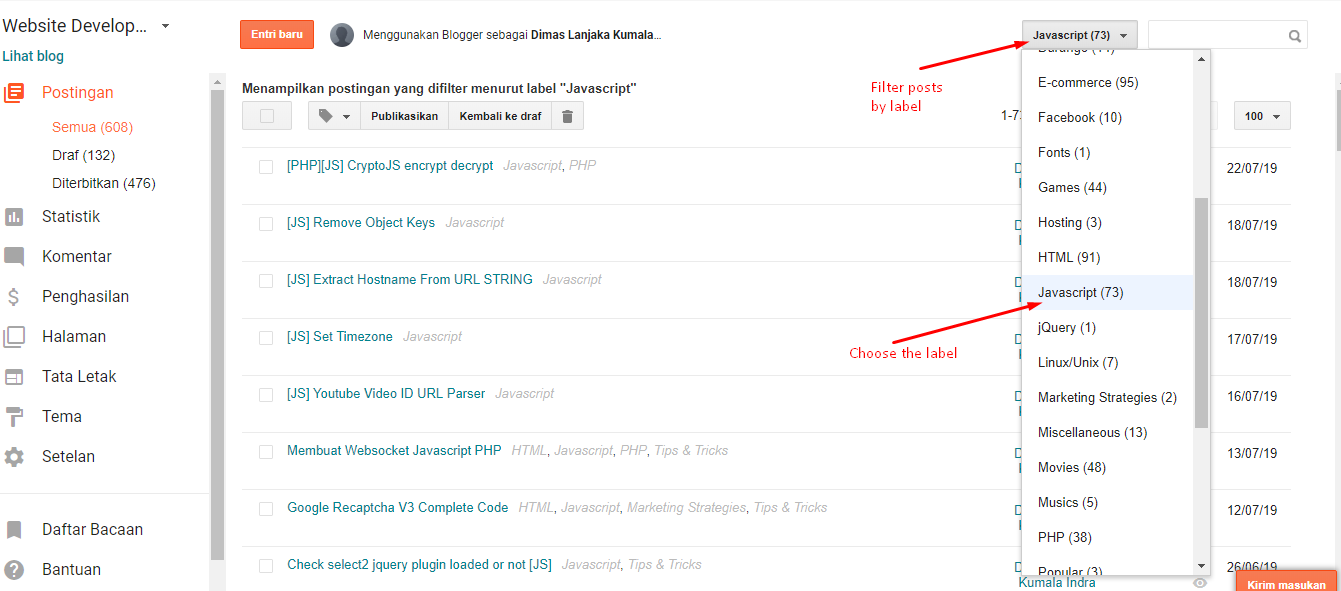 Website Develop...
Lihat blog
Entri baru
Menggunakan Blogger sebagai Dimas Lanjaka Kumala...
Javascript (73)
Postingan
Semua (608)
Draf (132)
Diterbitkan (476)
Statistik
Komentar
Penghasilan
Halaman
Tata Letak
Tema
Setelan
Daftar Bacaan
Bantuan
Menampilkan postingan yang difilter menurut label "Javascript"
Filter posts
by label
Publikasikan
Kembali ke draf
100
[PHP][JS] CryptoJS encrypt decrypt Javascript, PHP
22/07/19
[JS] Remove Object Keys Javascript
18/07/19
[JS] Extract Hostname From URL STRING Javascript
18/07/19
[JS] Set Timezone Javascript
17/07/19
[JS] Youtube Video ID URL Parser Javascript
16/07/19
Membuat Websocket Javascript PHP HTML, Javascript, PHP, Tips & Tricks
13/07/19
Google Recaptcha V3 Complete Code HTML, Javascript, Marketing Strategies, Tips & Tricks
12/07/19
Check select2 jquery plugin loaded or not [JS] Javascript, Tips & Tricks
26/06/19
Kumala Indra
Choose the label
E-commerce (95)
Facebook (10)
Fonts (1)
Games (44)
Hosting (3)
HTML (91)
Javascript (73)
jQuery (1)
Linux/Unix (7)
Marketing Strategies (2)
Miscellaneous (13)
Movies (48)
Musics (5)
PHP (38)
Popular (3)
Kirim masukan